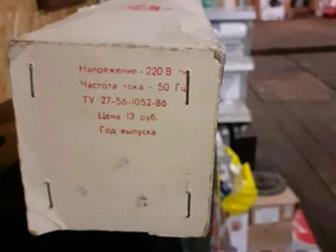 Напряжение - 220 В ~
Частота тока - 50 Гц
ТУ 27-56-1052-86
Цена 13 руб.
Год выпуска